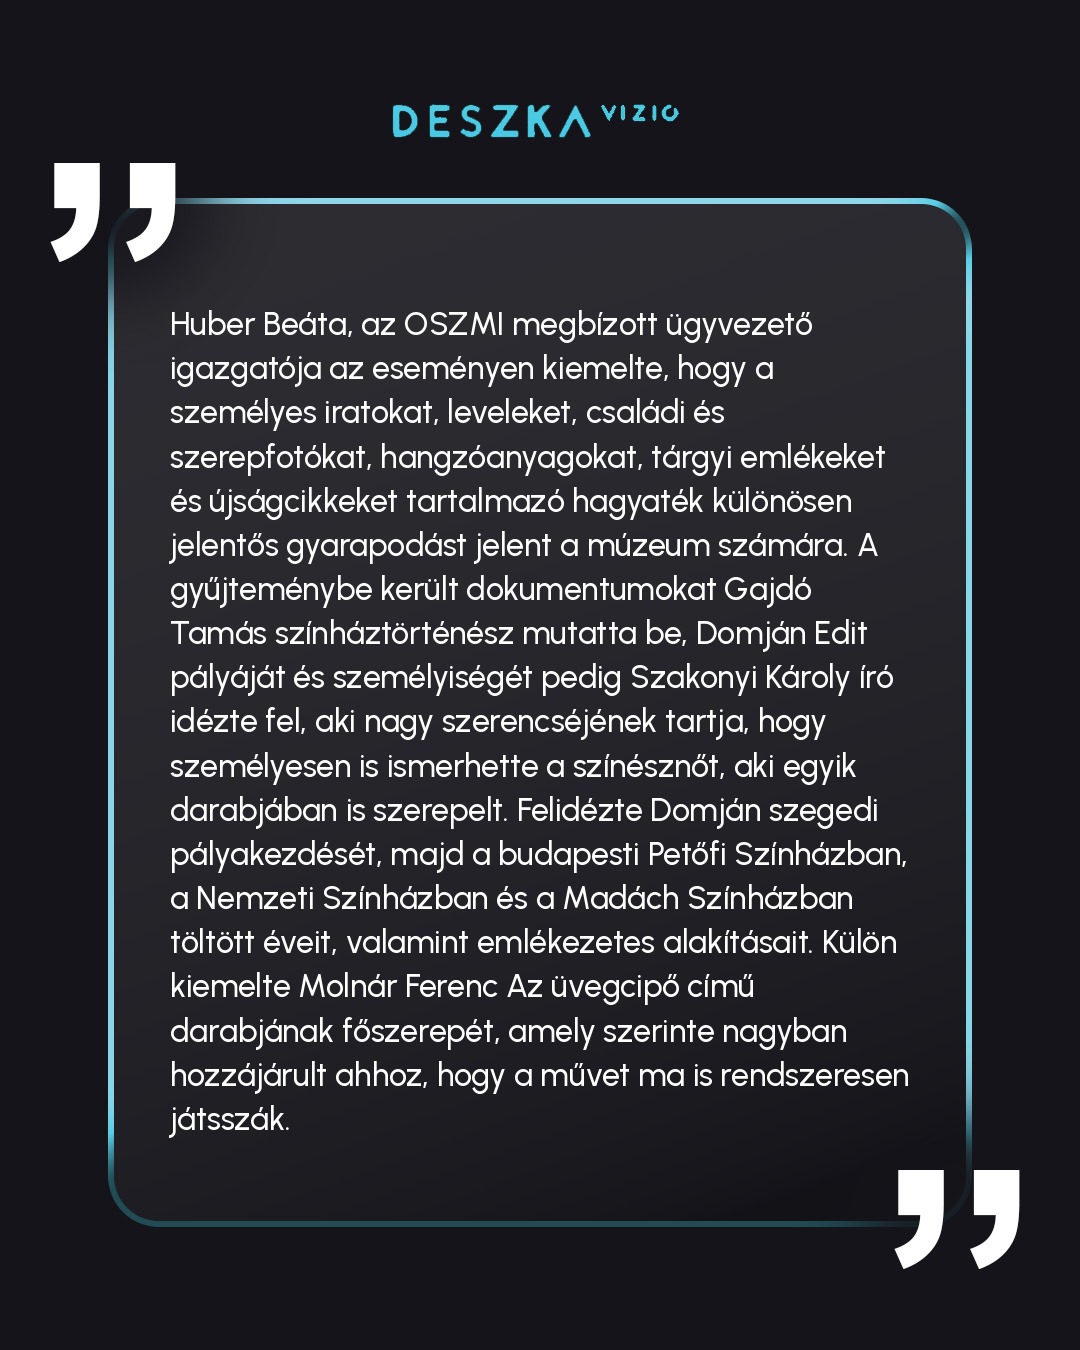 DESZKA VIZIO
”
Huber Beáta, az OSZMI megbízott ügyvezető
igazgatója az eseményen kiemelte, hogy a
személyes iratokat, leveleket, családi és
szerepfotókat, hangzóanyagokat, tárgyi emlékeket
és újságcikkeket tartalmazó hagyaték különösen
jelentős gyarapodást jelent a múzeum számára. A
gyűjteménybe került dokumentumokat Gajdó
Tamás színháztörténész mutatta be, Domján Edit
pályáját és személyiségét pedig Szakonyi Károly író
idézte fel, aki nagy szerencséjének tartja, hogy
személyesen is ismerhette a színésznőt, aki egyik
darabjában is szerepelt. Felidézte Domján szegedi
pályakezdését, majd a budapesti Petőfi Színházban,
a Nemzeti Színházban és a Madách Színházban
töltött éveit, valamint emlékezetes alakításait. Külön
kiemelte Molnár Ferenc Az üvegcipő című
darabjának főszerepét, amely szerinte nagyban
hozzájárult ahhoz, hogy a művet ma is rendszeresen
játsszák.
”